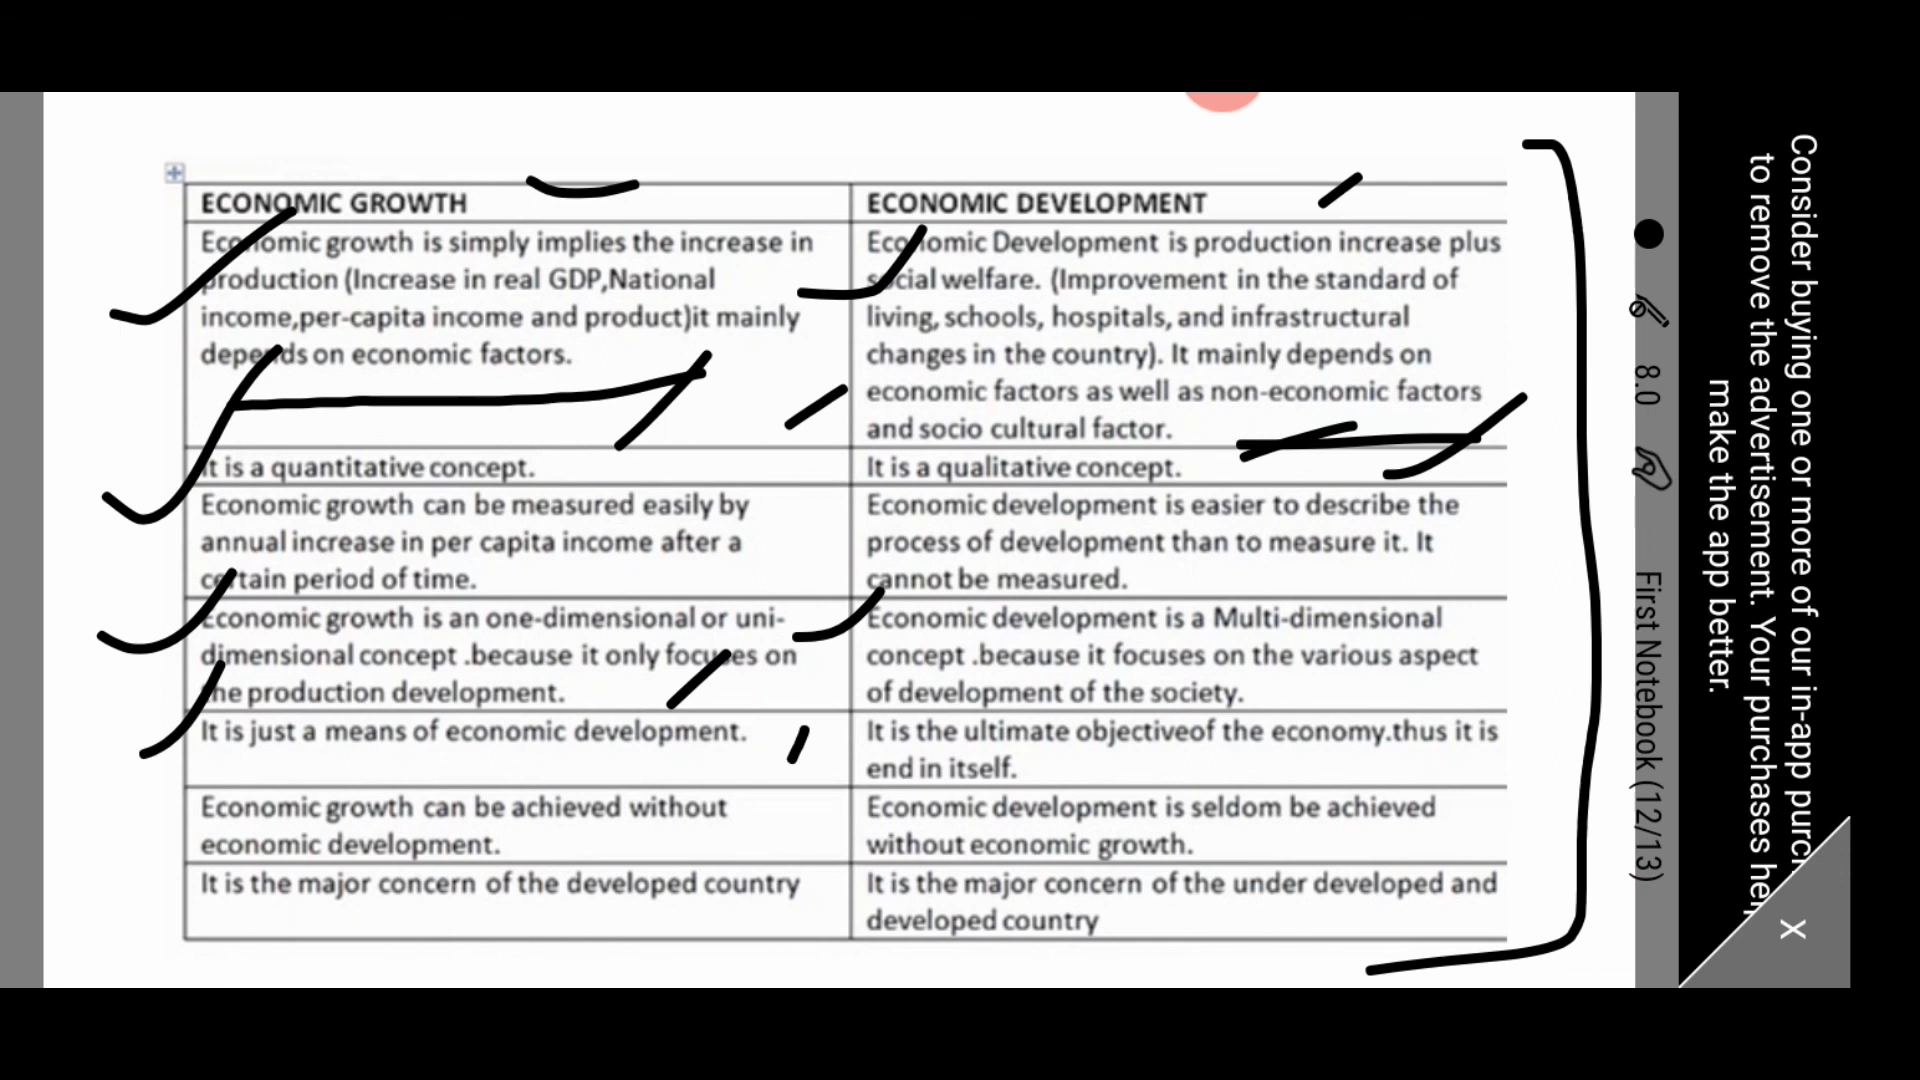 ECONOMIC GROWTH
Economic growth is simply implies the increase in
production (Increase in real GDP,National
income,per-capita income and product)it mainly
depends on economic factors.
ECONOMIC DEVELOPMENT
Economic Development is production increase plus
social welfare. (Improvement in the standard of
living, schools, hospitals, and infrastructural
changes in the country). It mainly depends on
economic factors as well as non-economic factors
and socio cultural factor.
It is a quantitative concept.
It is a qualitative concept.
Economic growth can be measured easily by
annual increase in per capita income after a
certain period of time.
Economic development is easier to describe the
process of development than to measure it. It
cannot be measured.
Economic growth is an one-dimensional or uni-
dimensional concept .because it only focuses on
the production development.
Economic development is a Multi-dimensional
concept .because it focuses on the various aspect
of development of the society.
It is just a means of economic development.
It is the ultimate objectiveof the economy.thus it is
end in itself.
Economic growth can be achieved without
economic development.
Economic development is seldom be achieved
without economic growth.
It is the major concern of the developed country
It is the major concern of the under developed and
developed country
8.0
First Notebook (12/13)
Consider buying one or more of our in-app
to remove the advertisement. Your purchases
make the app better.
X